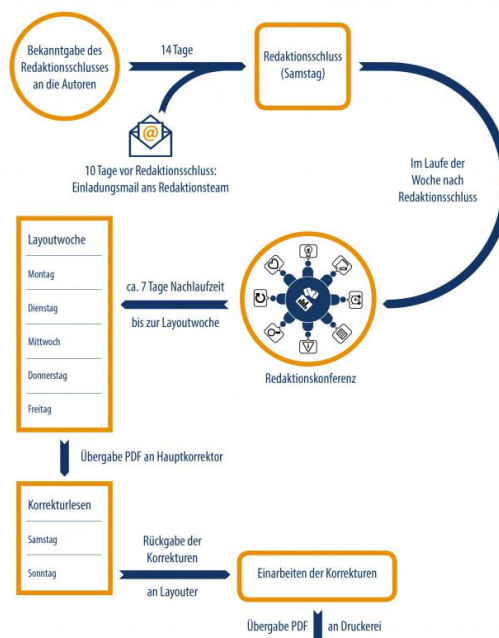 Bekanntgabe des
Redaktionsschlusses
an die Autoren
14 Tage
Redaktionsschluss
(Samstag)
@
10 Tage vor Redaktionsschluss:
Einladungsmail ans Redaktionsteam
Im Laufe der
Woche nach
Redaktionsschluss
Redaktionskonferenz
ca. 7 Tage Nachlaufzeit
bis zur Layoutwoche
Layoutwoche
Montag
Dienstag
Mittwoch
Donnerstag
Freitag
Übergabe PDF an Hauptkorrektor
Korrekturlesen
Samstag
Sonntag
Rückgabe der
Korrekturen
an Layouter
Einarbeiten der Korrekturen
Übergabe PDF an Druckerei